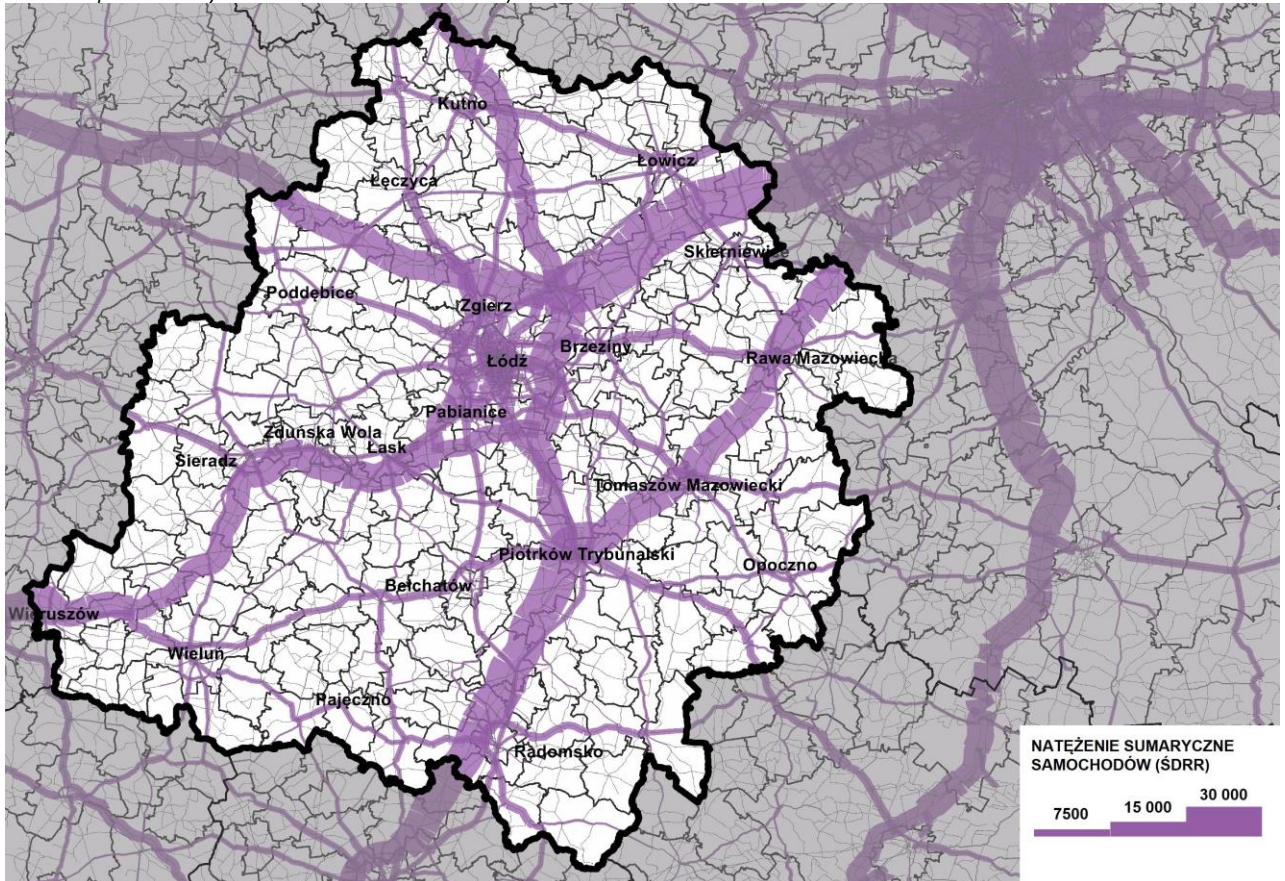 Kutno
Łowicz
Łęczyca
Skierniewice
Poddębice
Zgierz
Brzeziny
Łódź
Rawa Mazowiecka
Pabianice
Zduńska Wola
Łask
Sieradz
Tomaszów Mazowiecki
Piotrków Trybunalski
Opoczno
Bełchatów
Wieruszów
Wieluń
Pajęczno
Radomsko
NATĘŻENIE SUMARYCZNE
SAMOCHODÓW (ŚDRR)
7500 15 000 30 000